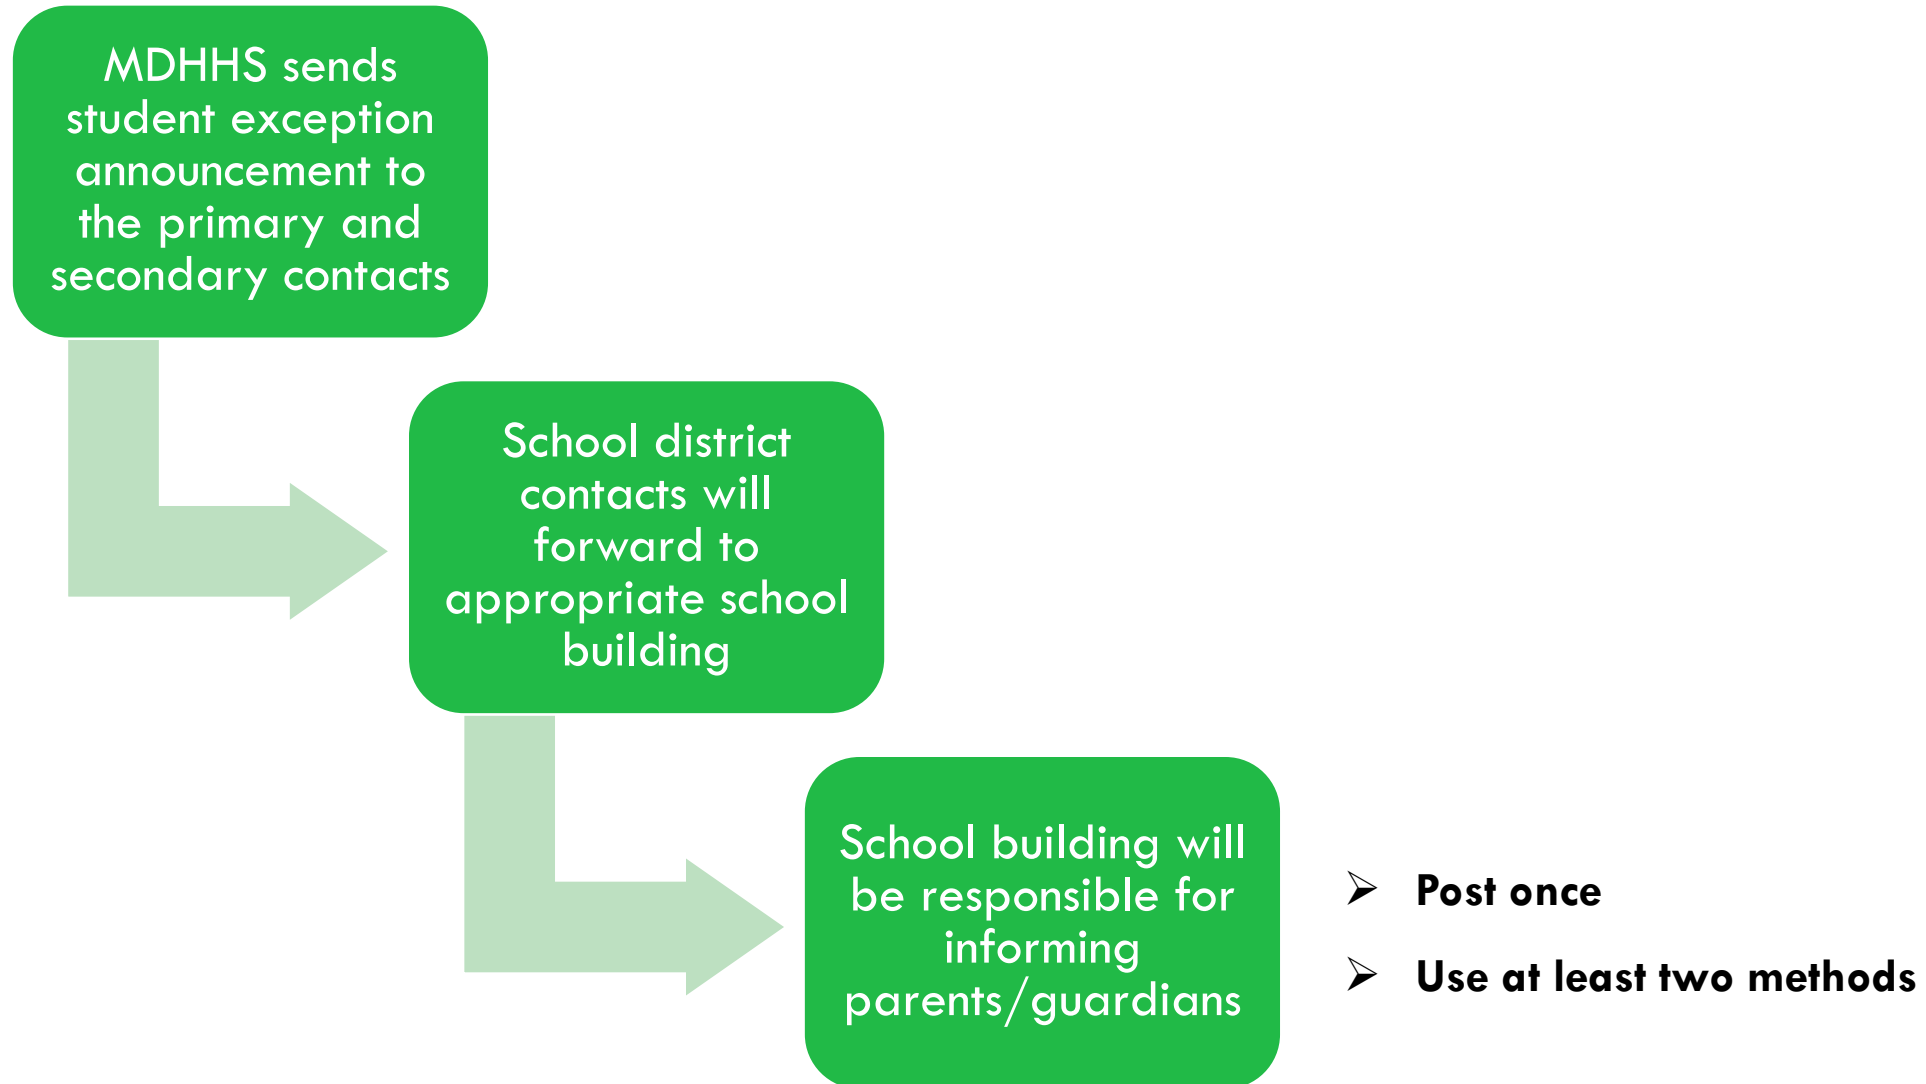 MDHHS sends
student exception
announcement to
the primary and
secondary contacts
School district
contacts will
forward to
appropriate school
building
School building will
be responsible for
informing
parents/guardians
➢ Post once
➢ Use at least two methods